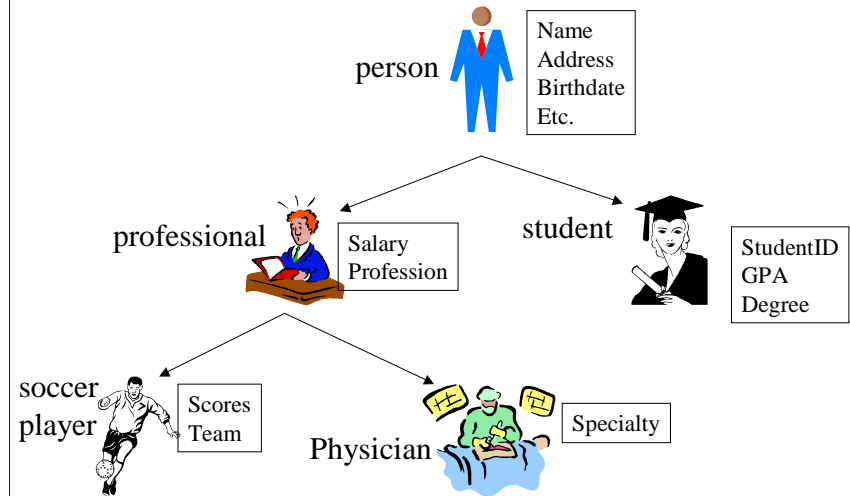 person
Name
Address
Birthdate
Etc.
professional
Salary
Profession
student
StudentID
GPA
Degree
soccer
player
Scores
Team
Physician
Specialty